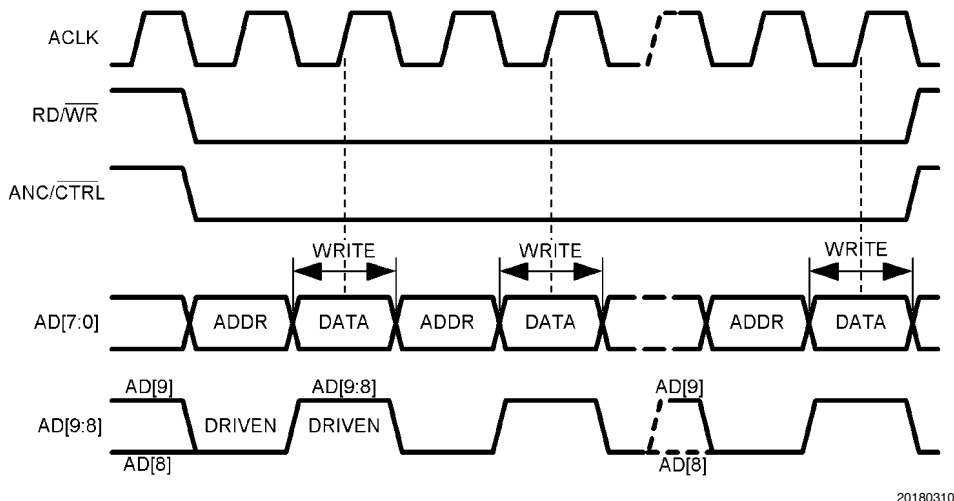 ACLK
RD/WR
ANC/CTRL
WRITE WRITE WRITE
AD[7:0] ADDR DATA ADDR DATA ADDR DATA
AD[9] AD[9:8] AD[9]
AD[9:8] DRIVEN DRIVEN
AD[8] AD[8]
20180310